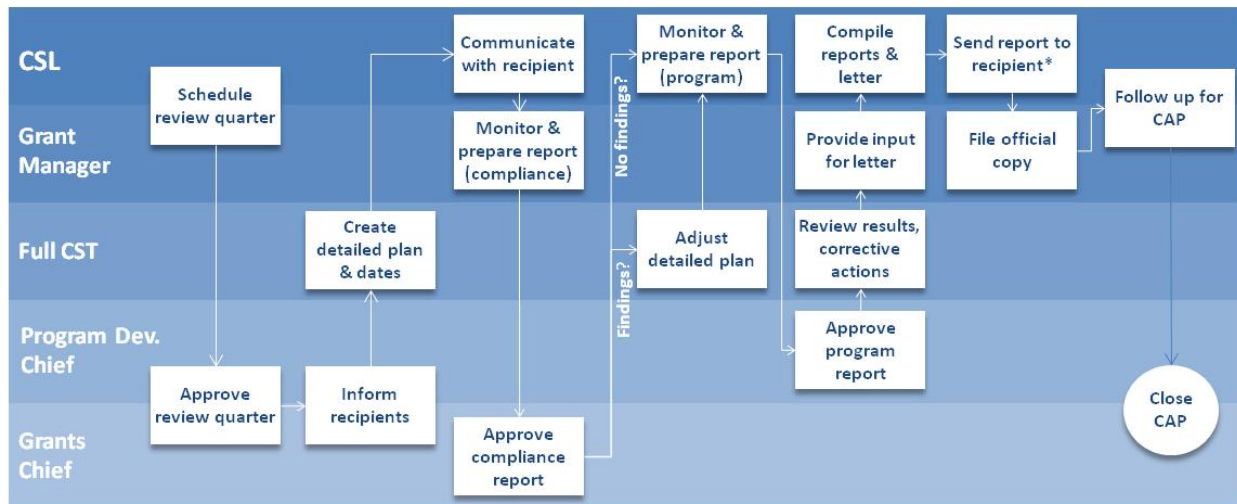 CSL
Grant
Manager
Full CST
Program Dev.
Chief
Grants
Chief
Schedule
review quarter
Approve
review quarter
Inform
recipients
Create
detailed plan
& dates
Communicate
with recipient
Monitor &
prepare report
(compliance)
Approve
compliance
report
No findings?
Findings?
Monitor &
prepare report
(program)
Adjust
detailed plan
Approve
program
report
Review results,
corrective
actions
Provide input
for letter
Compile
reports &
letter
Send report to
recipient*
File official
copy
Follow up for
CAP
Close
CAP